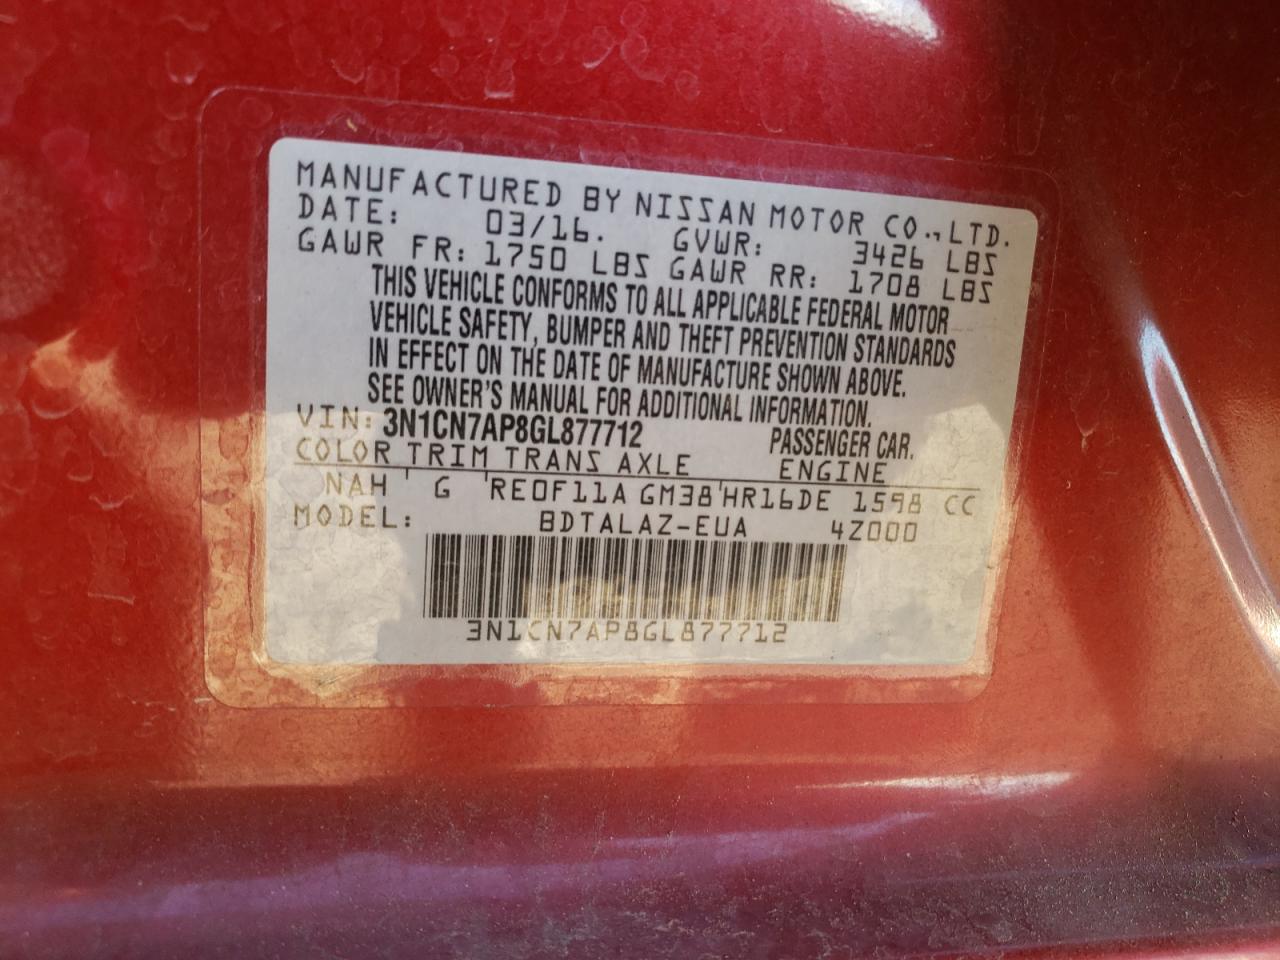 MANUFACTURED BY NISSAN MOTOR CO., LTD.
DATE: 03/16. GVWR: 3426 LBS
GAWR FR: 1750 LBS GAWR RR: 1708 LBS
THIS VEHICLE CONFORMS TO ALL APPLICABLE FEDERAL MOTOR
VEHICLE SAFETY, BUMPER AND THEFT PREVENTION STANDARDS
IN EFFECT ON THE DATE OF MANUFACTURE SHOWN ABOVE.
SEE OWNER'S MANUAL FOR ADDITIONAL INFORMATION.
VIN: 3N1CN7AP8GL877712 PASSENGER CAR.
COLOR TRIM TRANS AXLE ENGINE
NAH G RE0F11A GM38 HR16DE 1598 CC
MODEL: BDTALAZ-EUA 4Z000
3N1CN7AP8GL877712